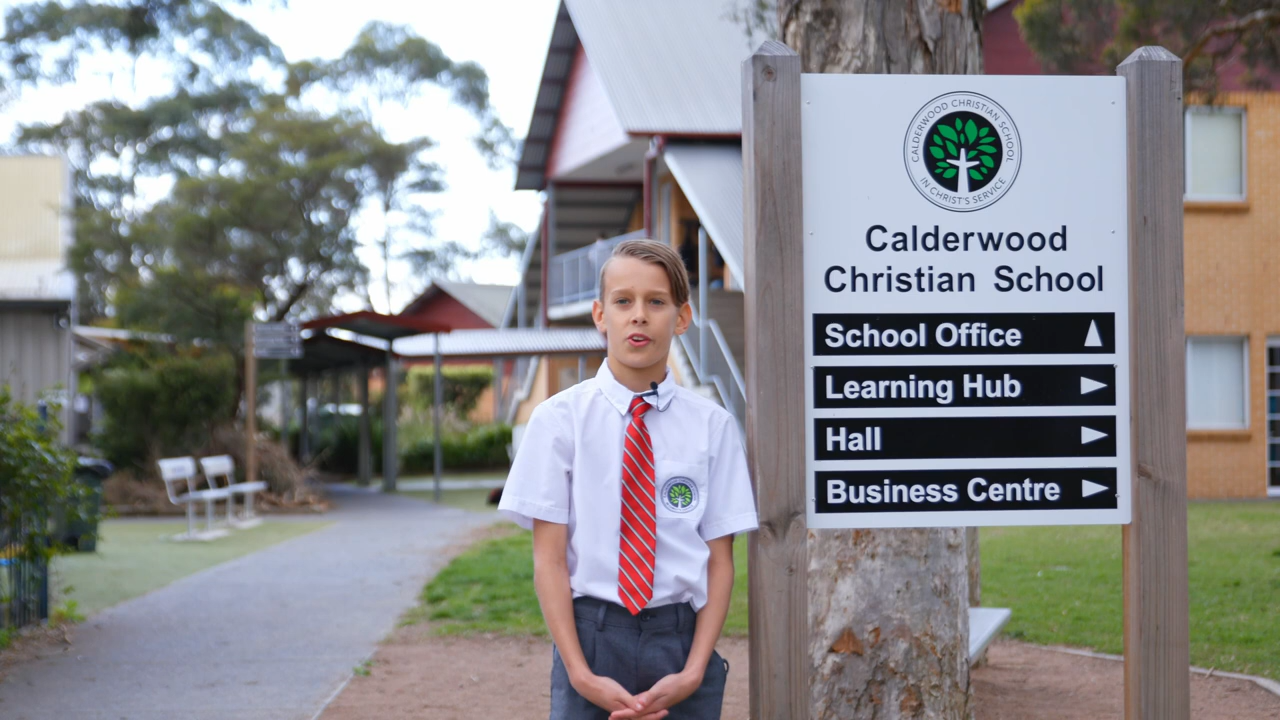 CALDERWOOD CHRISTIAN SCHOOL
IN CHRIST'S SERVICE
Calderwood
Christian School
School Office
Learning Hub
Hall
Business Centre